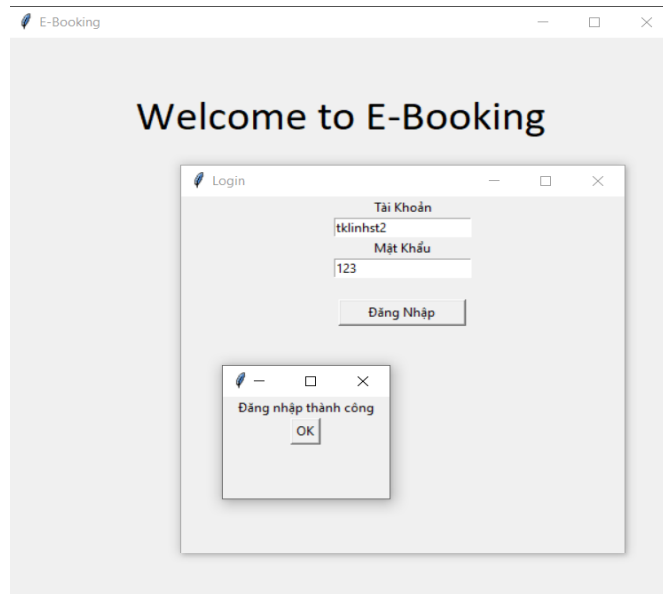 E-Booking
Welcome to E-Booking
Login
Tài Khoản
tklinhst2
Mật Khẩu
123
Đăng Nhập
Đăng nhập thành công
OK